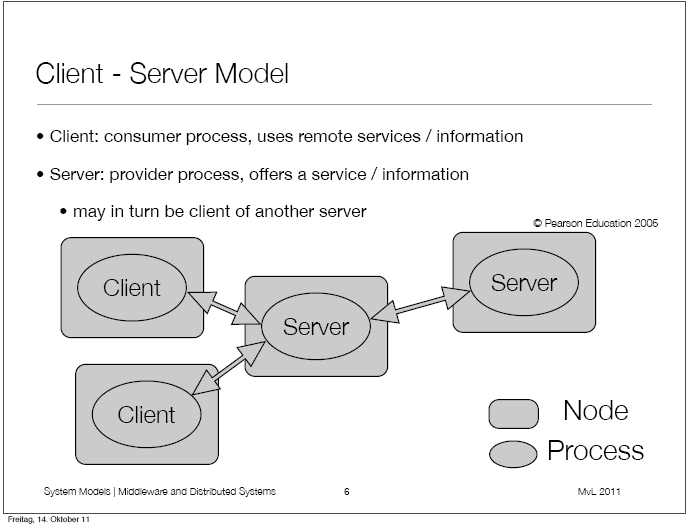 Client - Server Model
• Client: consumer process, uses remote services / information
• Server: provider process, offers a service / information
• may in turn be client of another server
© Pearson Education 2005
Client
Server
Server
Client
Node
Process
System Models | Middleware and Distributed Systems
6
MvL 2011
Freitag, 14. Oktober 11